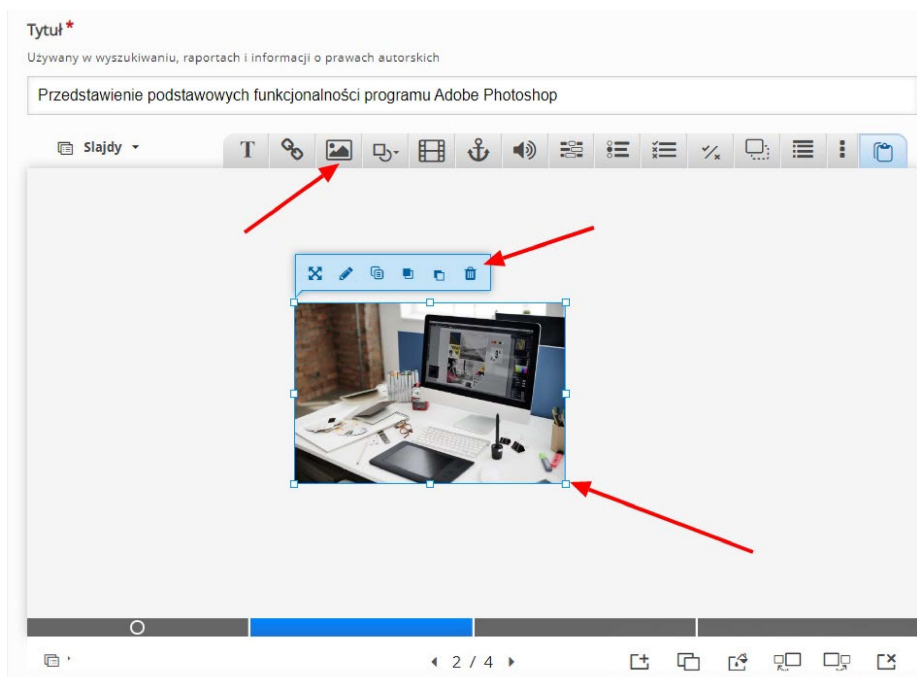 Tytuł*
Używany w wyszukiwaniu, raportach i informacji o prawach autorskich
Przedstawienie podstawowych funkcjonalności programu Adobe Photoshop
Slajdy
T
2 / 4